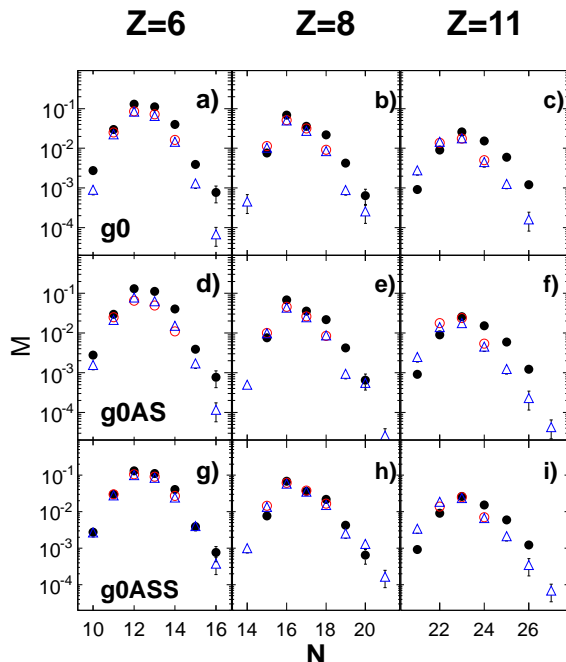 Z=6 Z=8 Z=11
a) b) c)
10^-1
10^-2
10^-3
10^-4
g0
d) e) f)
M
10^-1
10^-2
10^-3
10^-4
g0AS
g) h) i)
10^-1
10^-2
10^-3
10^-4
g0ASS
10 12 14 16 14 16 18 20 22 24 26
N